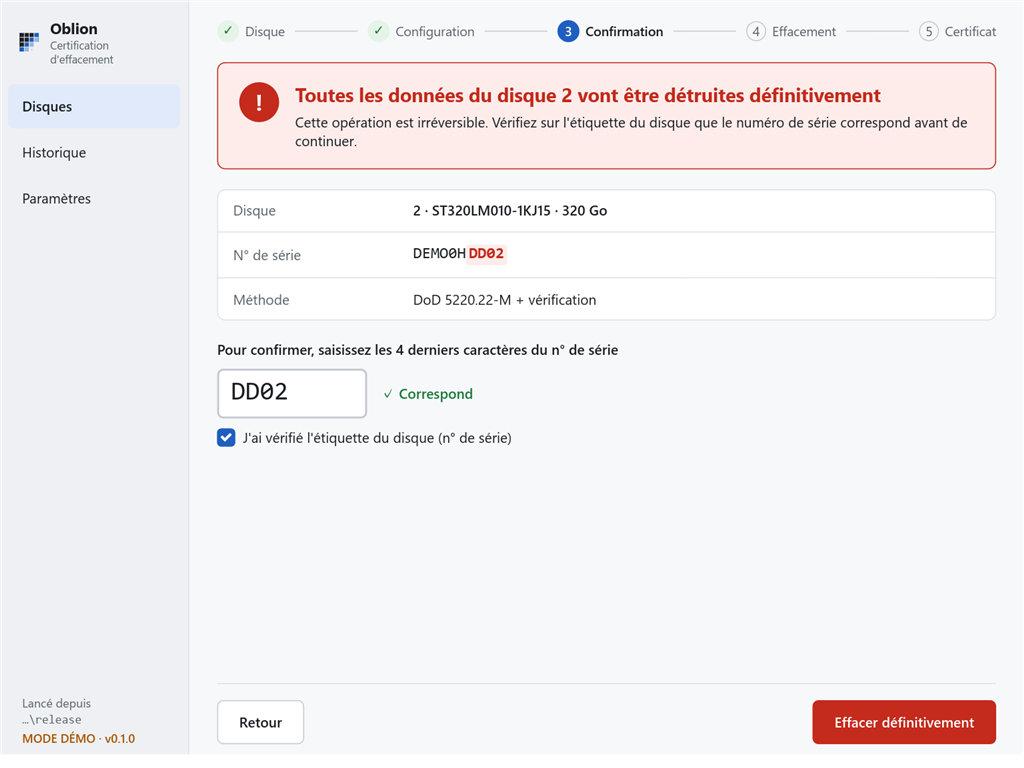 Oblion
Certification
d'effacement
Disques
Historique
Paramètres
Lancé depuis
…\release
MODE DÉMO · v0.1.0
✓ Disque
✓ Configuration
3 Confirmation
4 Effacement
5 Certificat
!
Toutes les données du disque 2 vont être détruites définitivement
Cette opération est irréversible. Vérifiez sur l'étiquette du disque que le numéro de série correspond avant de
continuer.
Disque 2 · ST320LM010-1KJ15 · 320 Go
N° de série DEMO0HDD02
Méthode DoD 5220.22-M + vérification
Pour confirmer, saisissez les 4 derniers caractères du n° de série
DD02 ✓ Correspond
J'ai vérifié l'étiquette du disque (n° de série)
Retour
Effacer définitivement